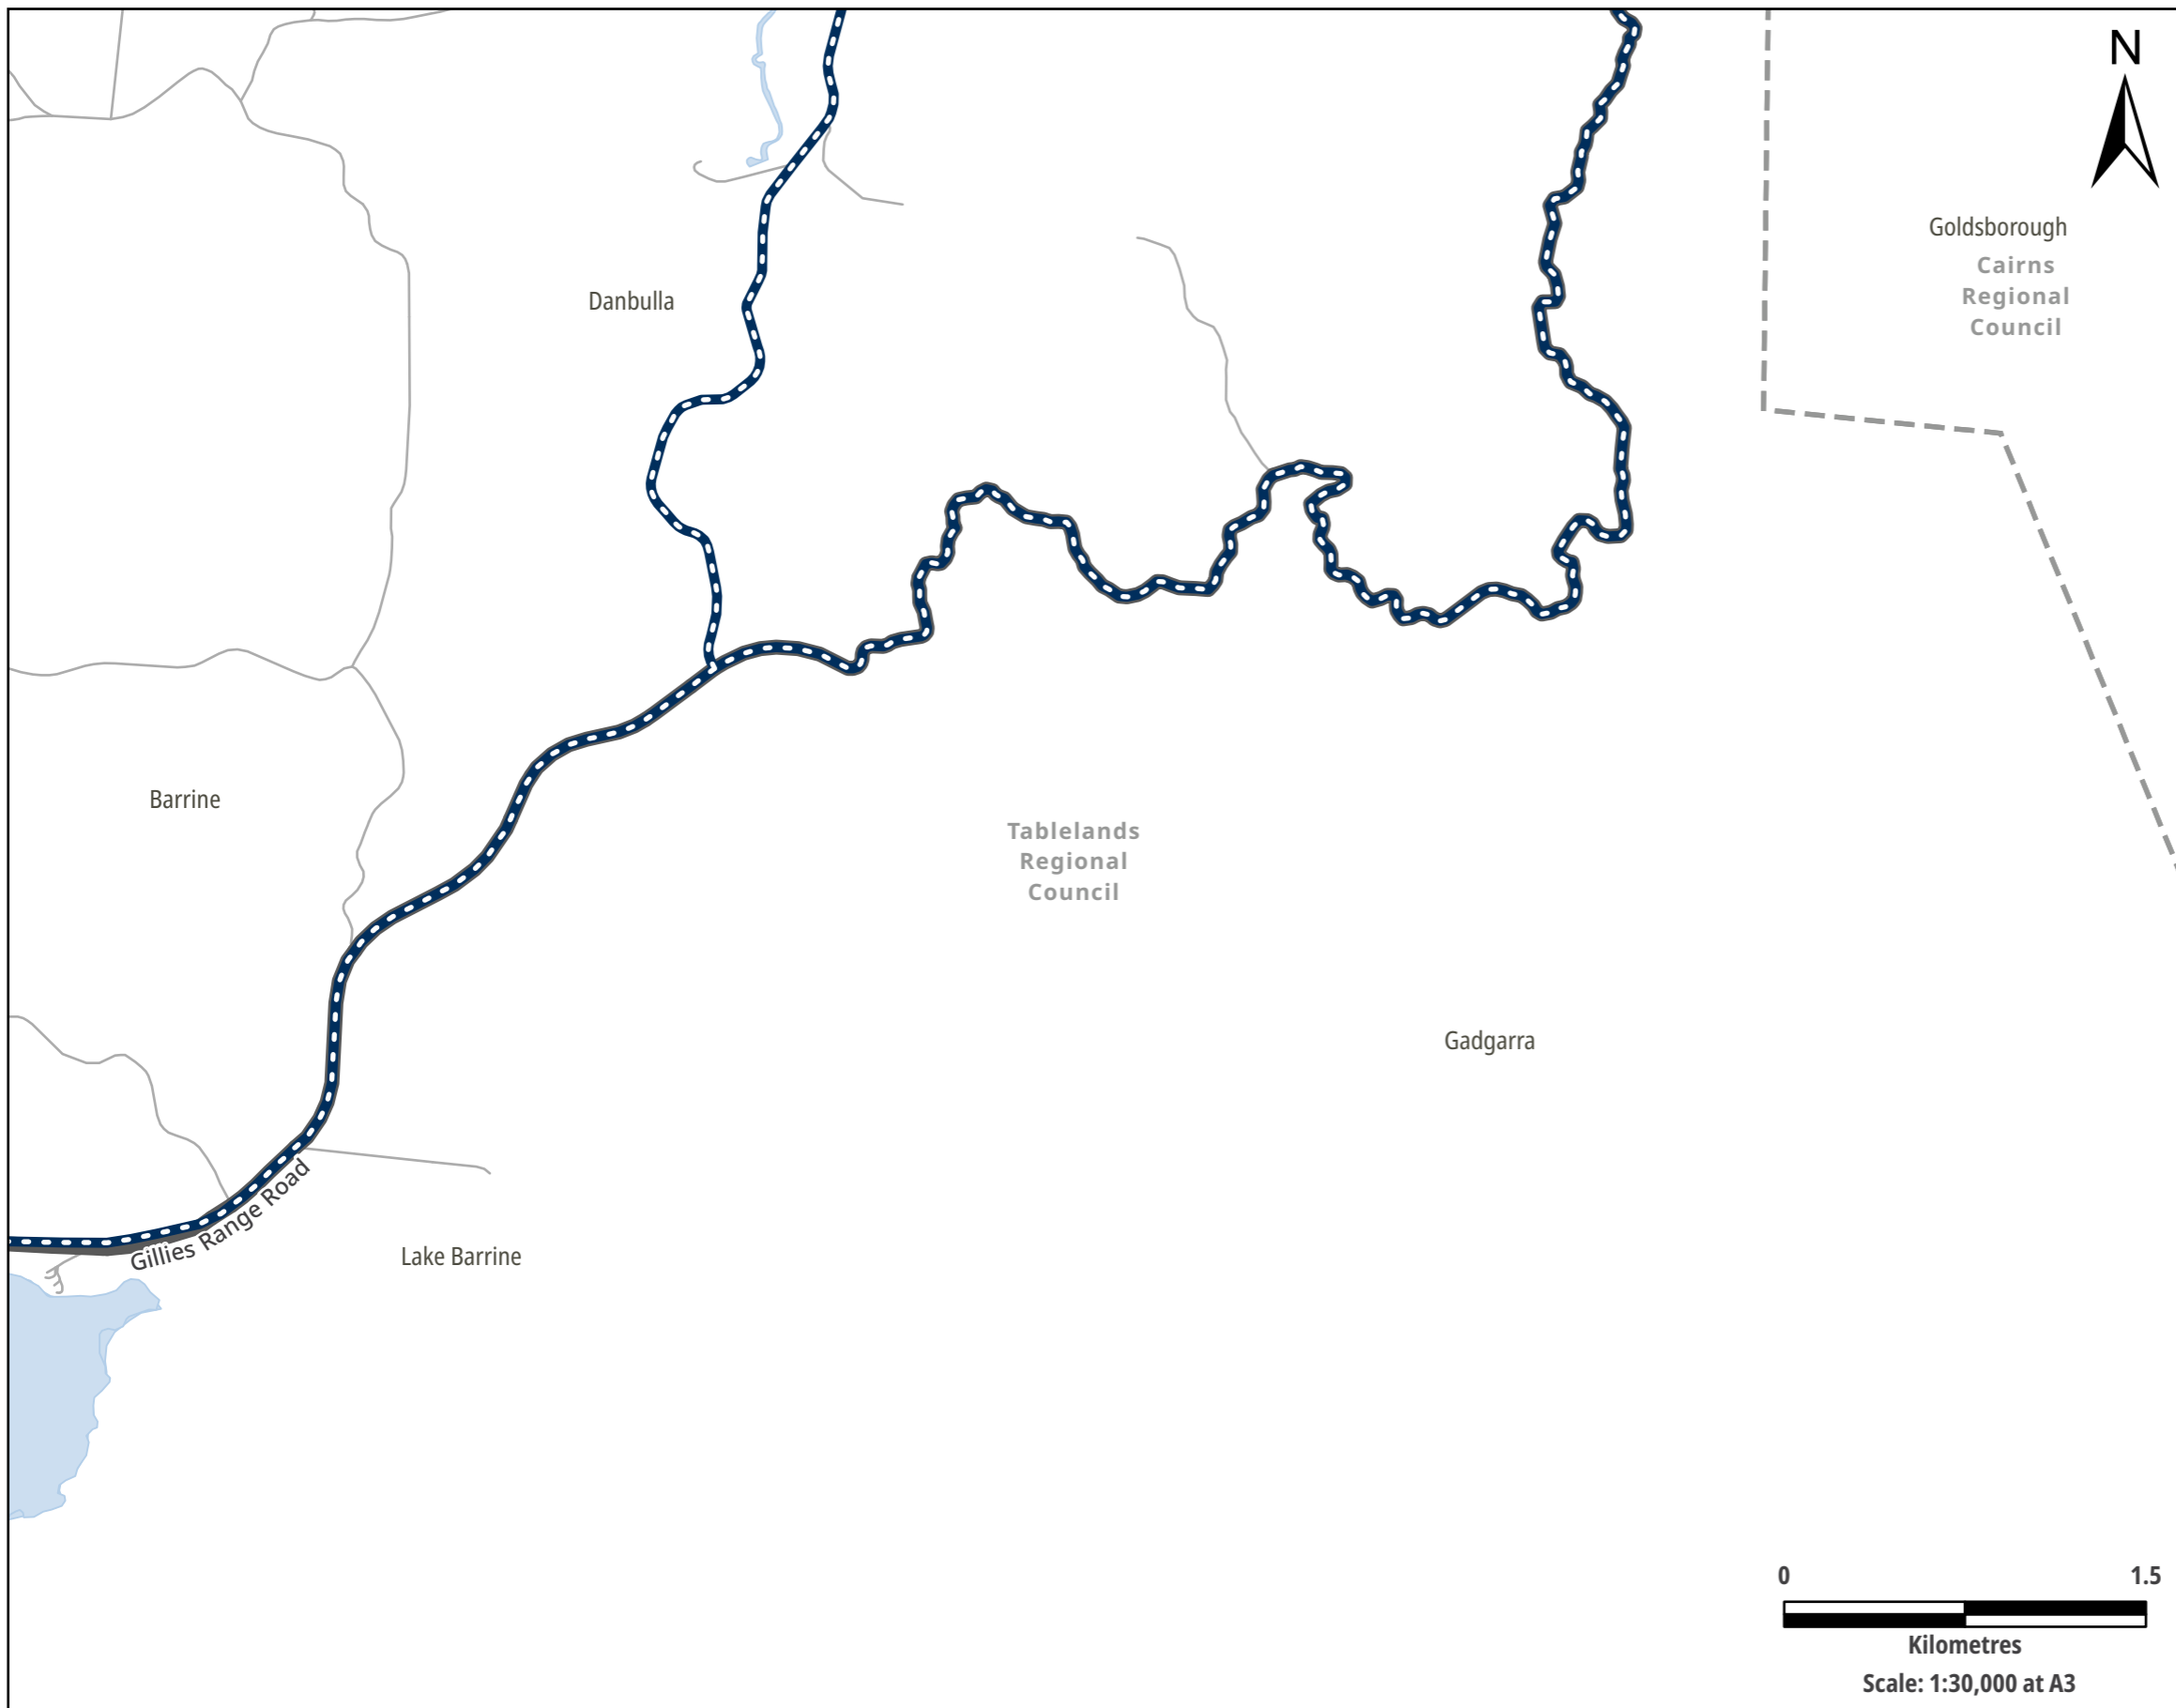 N
Goldsborough
Cairns
Regional
Council
Danbulla
Barrine
Tablelands
Regional
Council
Gadgarra
Gillies Range Road
Lake Barrine
0 1.5
Kilometres
Scale: 1:30,000 at A3